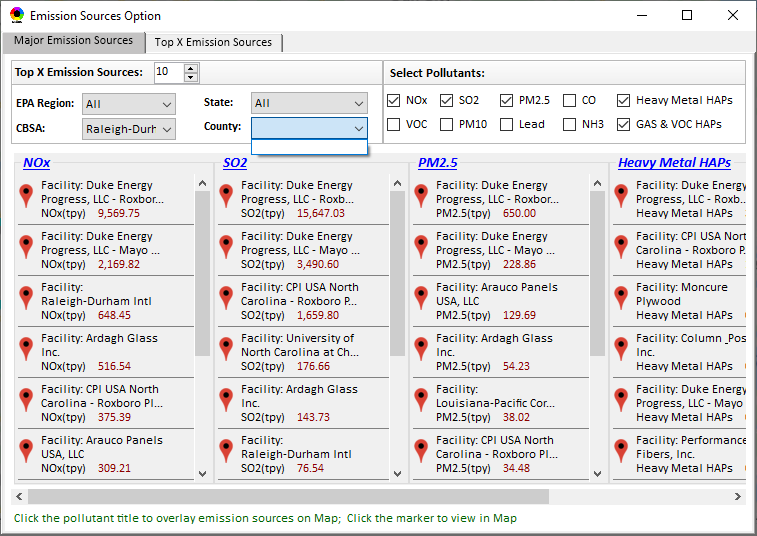 Emission Sources Option
Major Emission Sources
Top X Emission Sources
Top X Emission Sources: 10
Select Pollutants:
EPA Region: All
State: All
CBSA: Raleigh-Durh
County:
NOx SO2 PM2.5 CO Heavy Metal HAPs
VOC PM10 Lead NH3 GAS & VOC HAPs
NOx
Facility: Duke Energy
Progress, LLC - Roxbor...
NOx(tpy) 9,569.75
Facility: Duke Energy
Progress, LLC - Mayo ...
NOx(tpy) 2,169.82
Facility:
Raleigh-Durham Intl
NOx(tpy) 648.45
Facility: Ardagh Glass
Inc.
NOx(tpy) 516.54
Facility: CPI USA North
Carolina - Roxboro Pl...
NOx(tpy) 375.39
Facility: Arauco Panels
USA, LLC
NOx(tpy) 309.21
SO2
Facility: Duke Energy
Progress, LLC - Roxb...
SO2(tpy) 15,647.03
Facility: Duke Energy
Progress, LLC - Mayo ...
SO2(tpy) 3,490.60
Facility: CPI USA North
Carolina - Roxboro P...
SO2(tpy) 1,659.80
Facility: University of
North Carolina at Ch...
SO2(tpy) 176.66
Facility: Ardagh Glass
Inc.
SO2(tpy) 143.73
Facility:
Raleigh-Durham Intl
SO2(tpy) 76.54
PM2.5
Facility: Duke Energy
Progress, LLC - Roxbor...
PM2.5(tpy) 650.00
Facility: Duke Energy
Progress, LLC - Mayo ...
PM2.5(tpy) 228.86
Facility: Arauco Panels
USA, LLC
PM2.5(tpy) 129.69
Facility: Ardagh Glass
Inc.
PM2.5(tpy) 54.23
Facility:
Louisiana-Pacific Cor...
PM2.5(tpy) 38.02
Facility: CPI USA North
Carolina - Roxboro Pl...
PM2.5(tpy) 34.48
Heavy Metal HAPs
Facility: Duke Energy
Progress, LLC - Roxbo
Heavy Metal HAPs
Facility: CPI USA Nort
Carolina - Roxboro
Heavy Metal HAPs
Facility: Moncure
Plywood
Heavy Metal HAPs
Facility: Column_Pos
Inc.
Heavy Metal HAPs
Facility: Duke Energy
Progress, LLC - Mayo
Heavy Metal HAPs
Facility: Performance
Fibers, Inc.
Heavy Metal HAPs
Click the pollutant title to overlay emission sources on Map; Click the marker to view in Map